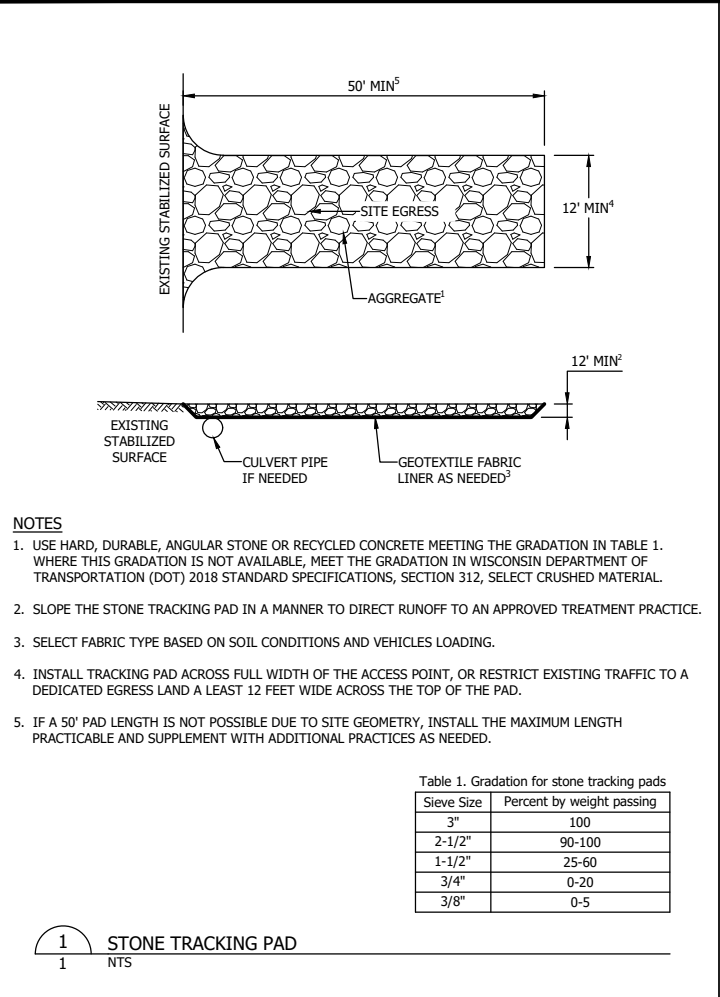 50' MIN5
EXISTING STABILIZED SURFACE
SITE EGRESS
12' MIN4
AGGREGATE1
12' MIN2
EXISTING
STABILIZED
SURFACE
CULVERT PIPE
IF NEEDED
GEOTEXTILE FABRIC
LINER AS NEEDED3
NOTES
1. USE HARD, DURABLE, ANGULAR STONE OR RECYCLED CONCRETE MEETING THE GRADATION IN TABLE 1.
WHERE THIS GRADATION IS NOT AVAILABLE, MEET THE GRADATION IN WISCONSIN DEPARTMENT OF
TRANSPORTATION (DOT) 2018 STANDARD SPECIFICATIONS, SECTION 312, SELECT CRUSHED MATERIAL.
2. SLOPE THE STONE TRACKING PAD IN A MANNER TO DIRECT RUNOFF TO AN APPROVED TREATMENT PRACTICE.
3. SELECT FABRIC TYPE BASED ON SOIL CONDITIONS AND VEHICLES LOADING.
4. INSTALL TRACKING PAD ACROSS FULL WIDTH OF THE ACCESS POINT, OR RESTRICT EXISTING TRAFFIC TO A
DEDICATED EGRESS LAND A LEAST 12 FEET WIDE ACROSS THE TOP OF THE PAD.
5. IF A 50' PAD LENGTH IS NOT POSSIBLE DUE TO SITE GEOMETRY, INSTALL THE MAXIMUM LENGTH
PRACTICABLE AND SUPPLEMENT WITH ADDITIONAL PRACTICES AS NEEDED.
Table 1. Gradation for stone tracking pads
Sieve Size Percent by weight passing
3" 100
2-1/2" 90-100
1-1/2" 25-60
3/4" 0-20
3/8" 0-5
1 STONE TRACKING PAD
1 NTS